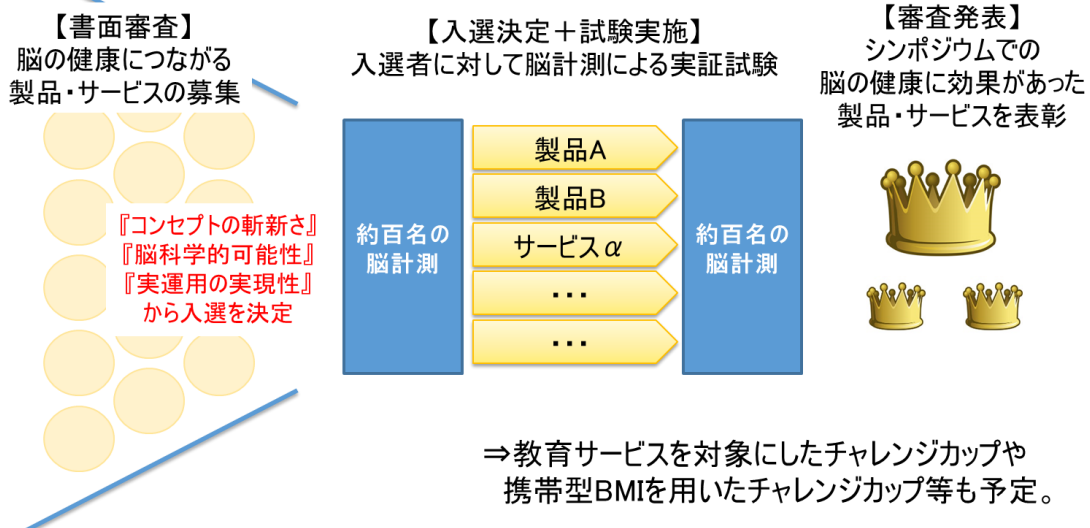 【書面審査】
脳の健康につながる
製品・サービスの募集
『コンセプトの斬新さ』
『脳科学的可能性』
『実運用の実現性』
から入選を決定
【入選決定＋試験実施】
入選者に対して脳計測による実証試験
約百名の
脳計測
製品A
製品B
サービスα
・・・
・・・
約百名の
脳計測
【審査発表】
シンポジウムでの
脳の健康に効果があった
製品・サービスを表彰
⇒教育サービスを対象にしたチャレンジカップや
携帯型BMIを用いたチャレンジカップ等も予定。